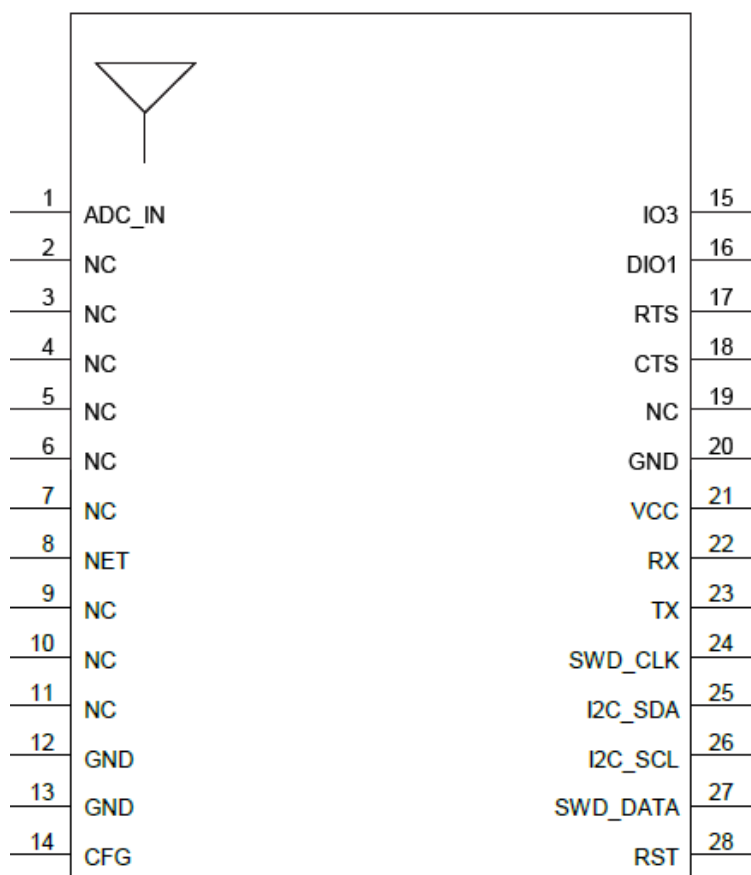 1 ADC_IN IO3 15
2 NC DIO1 16
3 NC RTS 17
4 NC CTS 18
5 NC NC 19
6 NC GND 20
7 NC VCC 21
8 NET RX 22
9 NC TX 23
10 NC SWD_CLK 24
11 NC I2C_SDA 25
12 GND I2C_SCL 26
13 GND SWD_DATA 27
14 CFG RST 28